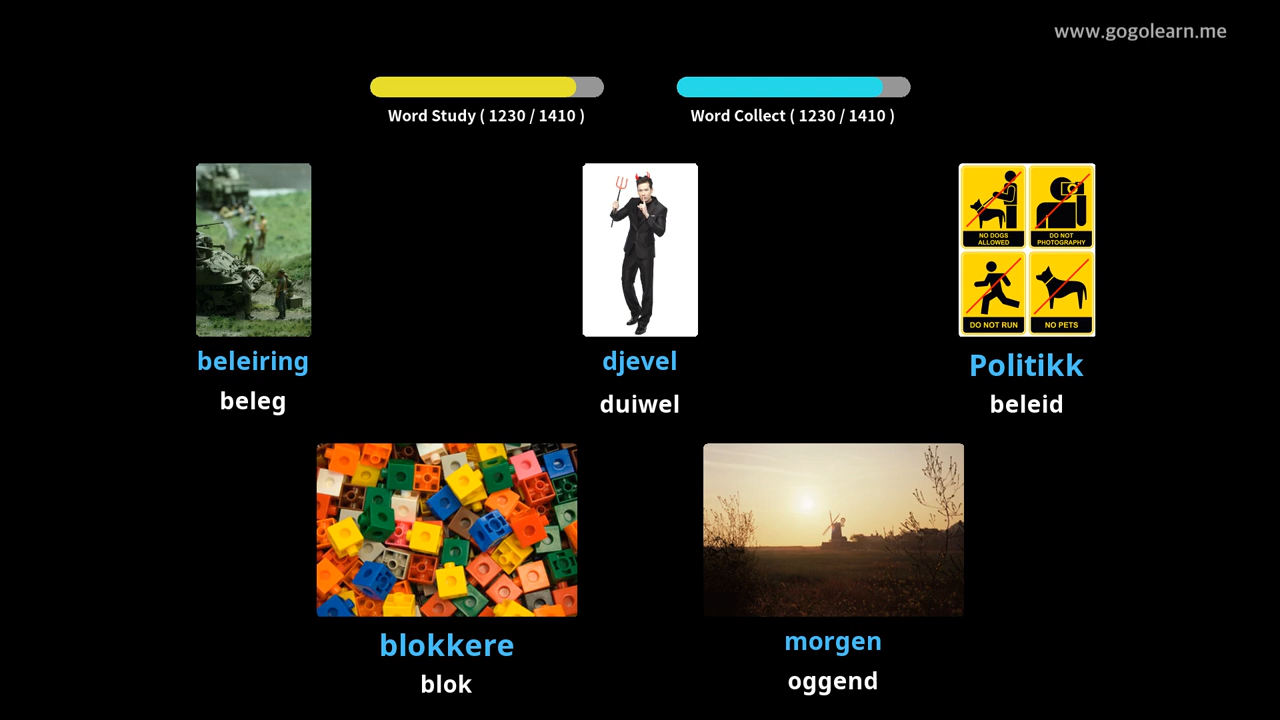 www.gogolearn.me
Word Study ( 1230 / 1410 )
Word Collect ( 1230 / 1410 )
NO DOGS
ALLOWED
DO NOT
PHOTOGRAPHY
DO NOT RUN
NO PETS
beleiring
djevel
Politikk
beleg
duiwel
beleid
blokkere
morgen
blok
oggend